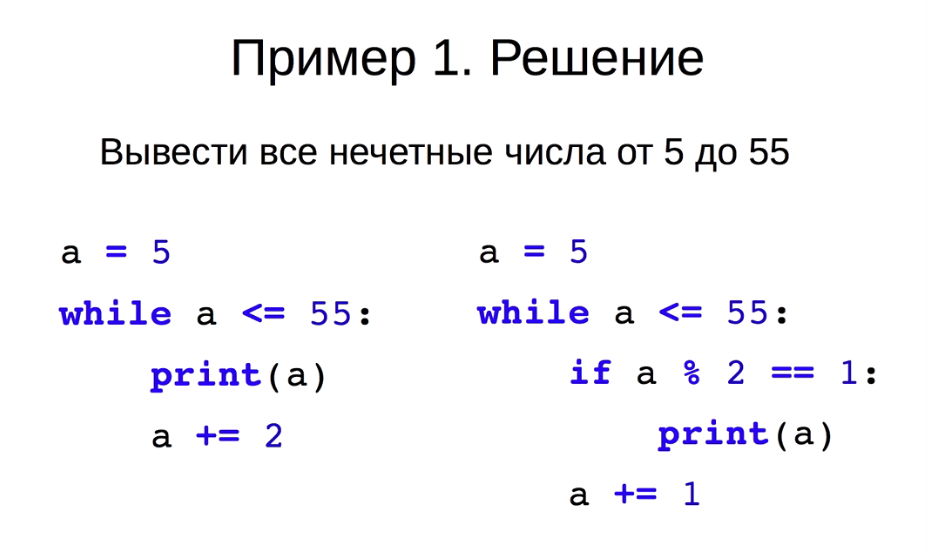 Пример 1. Решение
Вывести все нечетные числа от 5 до 55
a = 5
while a <= 55:
    print(a)
    a += 2
a = 5
while a <= 55:
    if a % 2 == 1:
        print(a)
    a += 1